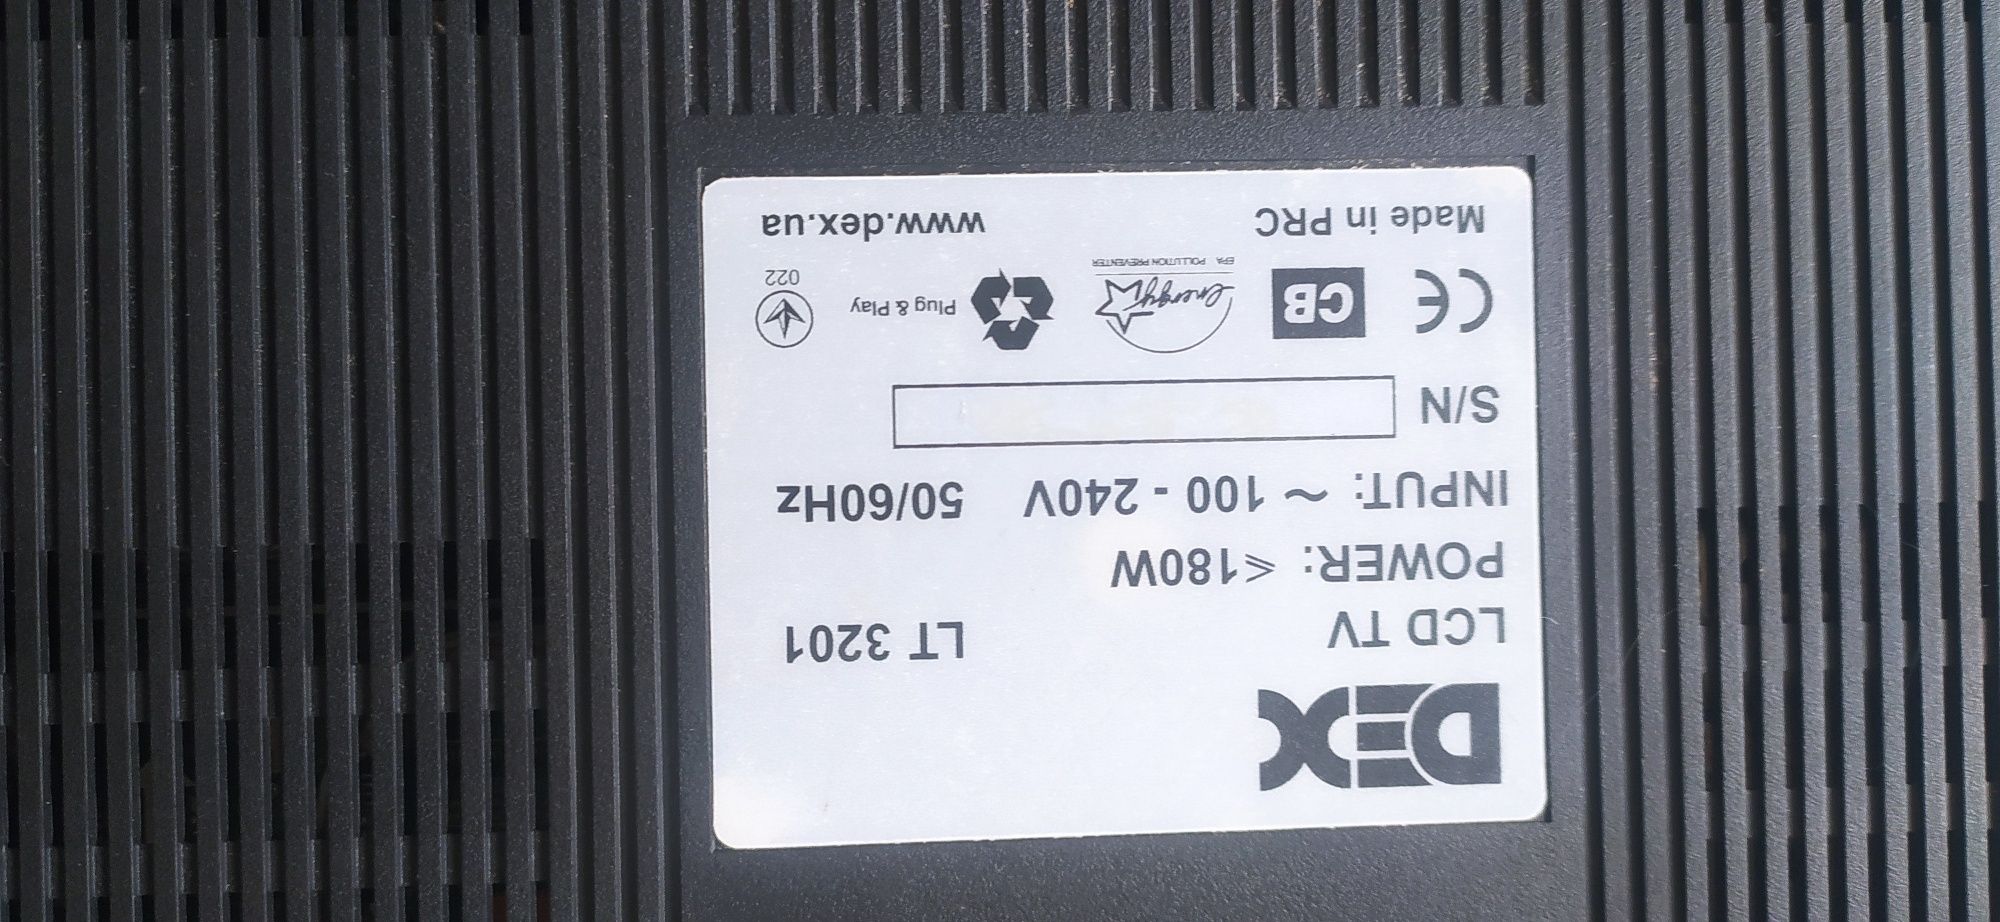 DEX
LCD TV LT 3201
POWER: ⩽180W
INPUT: ~ 100 - 240V 50/60Hz
S/N
CE CB energy Plug & Play
EPA POLLUTION PREVENTER
022
Made in PRC www.dex.ua